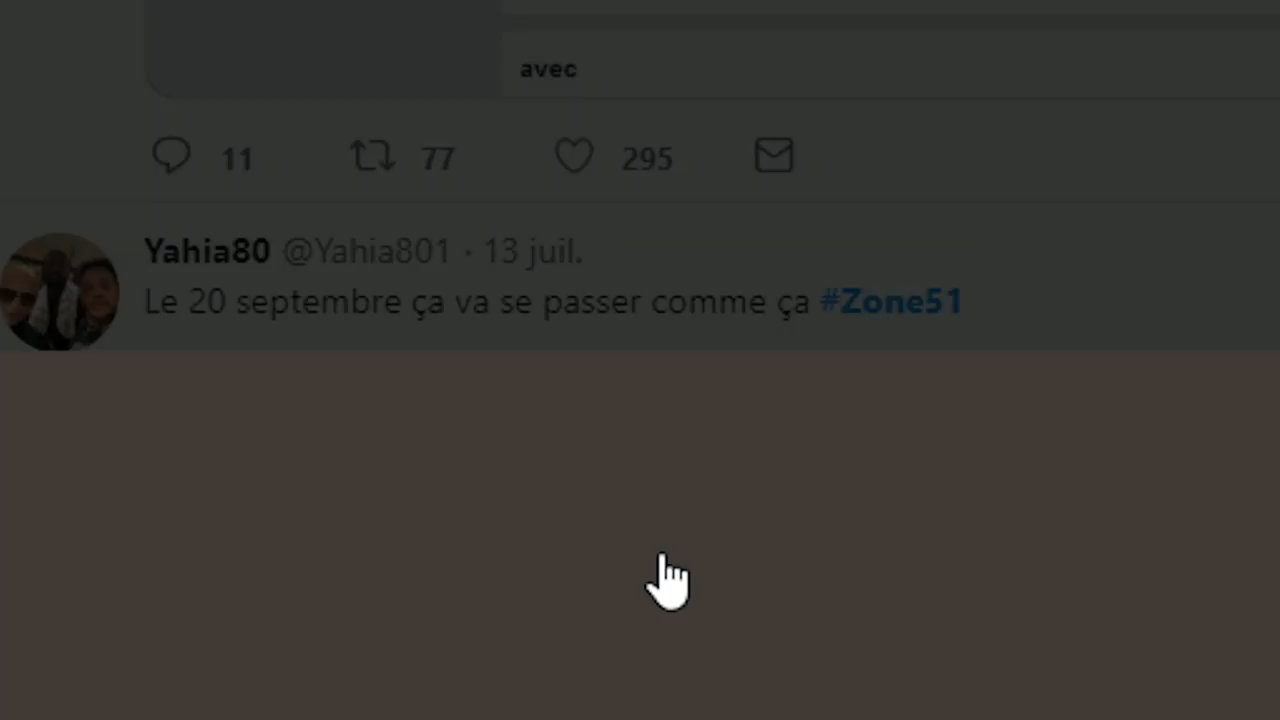 avec
11 77 295
Yahia80 @Yahia801 · 13 juil.
Le 20 septembre ça va se passer comme ça #Zone51